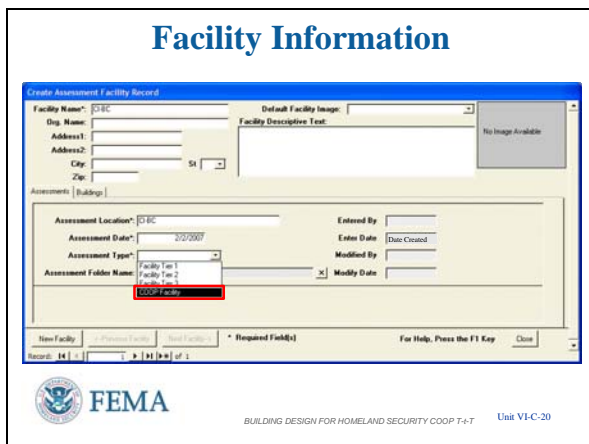 Facility Information
Create Assessment Facility Record
Facility Name*: CI-BC Default Facility Image:
Org. Name: Facility Descriptive Text:
No Image Available
Address1:
Address2:
City: St
Zip:
Assessments Buildings
Assessment Location*: CI-BC Entered By
Assessment Date*: 2/2/2007 Enter Date Date Created
Assessment Type*: Modified By
Facility Tier 1
Assessment Folder Name: Facility Tier 2 x Modify Date
Facility Tier 3
COOP Facility
New Facility < Previous Facility Next Facility > * Required Field(s) For Help, Press the F1 Key Close
Record: 1 of 1
FEMA
BUILDING DESIGN FOR HOMELAND SECURITY COOP T-t-T Unit VI-C-20